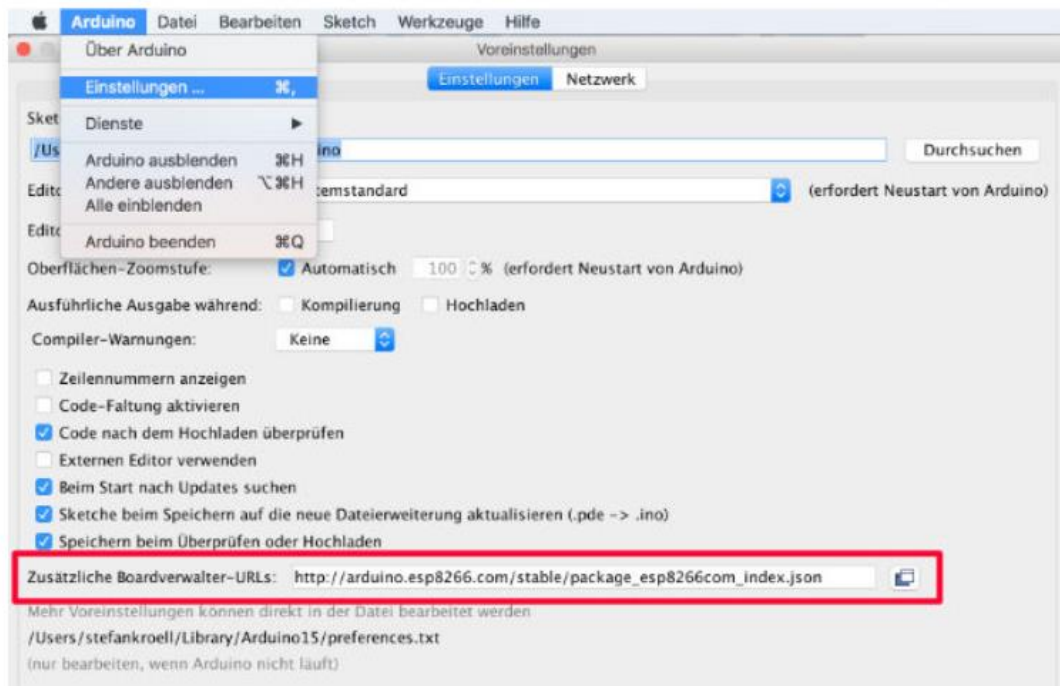 Arduino Datei Bearbeiten Sketch Werkzeuge Hilfe
Über Arduino
Einstellungen ... ⌘,
Dienste
Arduino ausblenden ⌘H
Andere ausblenden ⌥⌘H
Alle einblenden
Arduino beenden ⌘Q
Voreinstellungen
Einstellungen Netzwerk
Sket
/Us ino Durchsuchen
Edito temstandard (erfordert Neustart von Arduino)
Edito
Oberflächen-Zoomstufe: Automatisch 100 % (erfordert Neustart von Arduino)
Ausführliche Ausgabe während: Kompilierung Hochladen
Compiler-Warnungen: Keine
Zeilennummern anzeigen
Code-Faltung aktivieren
Code nach dem Hochladen überprüfen
Externen Editor verwenden
Beim Start nach Updates suchen
Sketche beim Speichern auf die neue Dateierweiterung aktualisieren (.pde -> .ino)
Speichern beim Überprüfen oder Hochladen
Zusätzliche Boardverwalter-URLs: http://arduino.esp8266.com/stable/package_esp8266com_index.json
Mehr Voreinstellungen können direkt in der Datei bearbeitet werden
/Users/stefankroell/Library/Arduino15/preferences.txt
(nur bearbeiten, wenn Arduino nicht läuft)